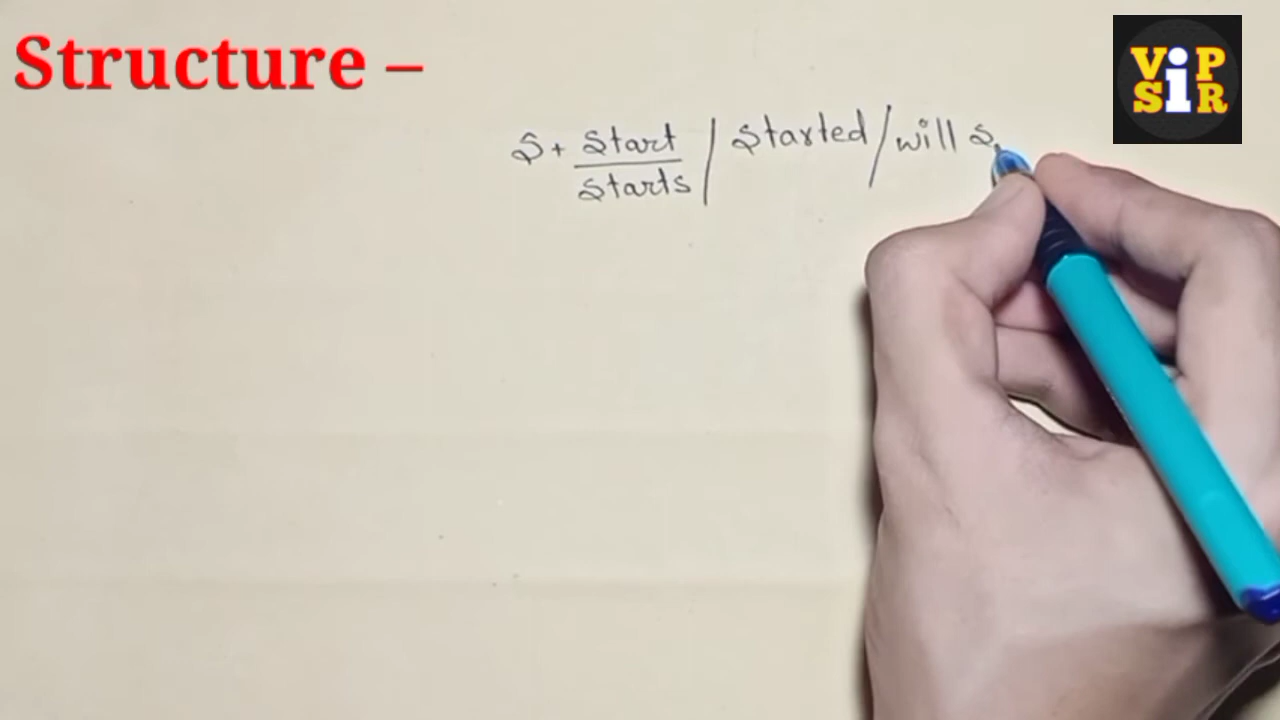 Structure –
ViP
SiR
S + Start / Started / will S
Starts